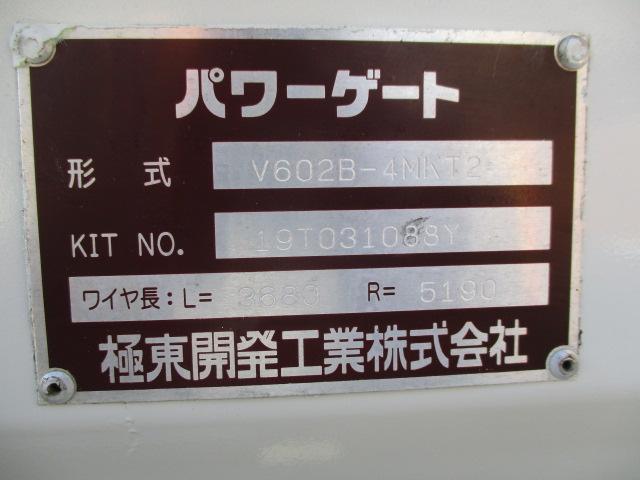 パワーゲート
形式 V602B-4MKT2
KIT NO. 19T031088Y
ワイヤ長:L= 3680 R= 5190
極東開発工業株式会社